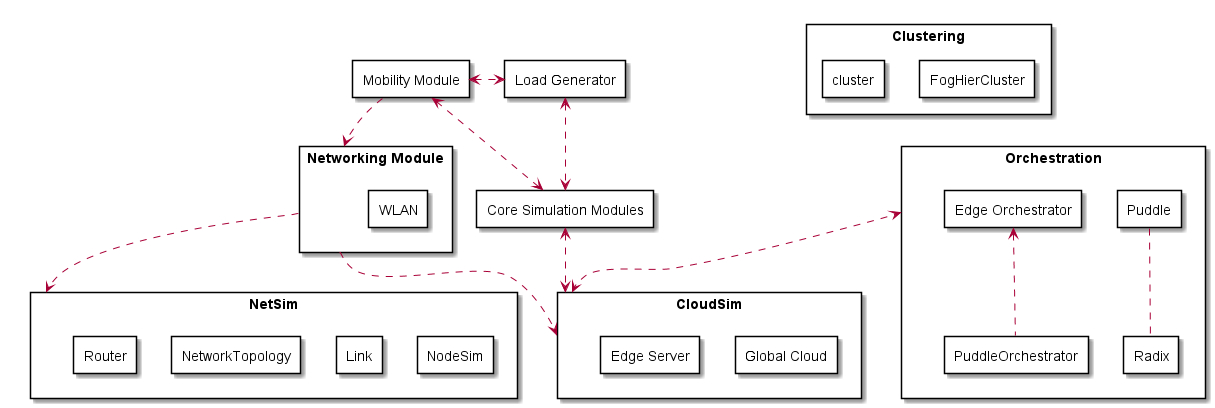 Clustering
cluster
FogHierCluster
Mobility Module
Load Generator
Networking Module
WLAN
Core Simulation Modules
Orchestration
Edge Orchestrator
Puddle
PuddleOrchestrator
Radix
NetSim
Router
NetworkTopology
Link
NodeSim
CloudSim
Edge Server
Global Cloud